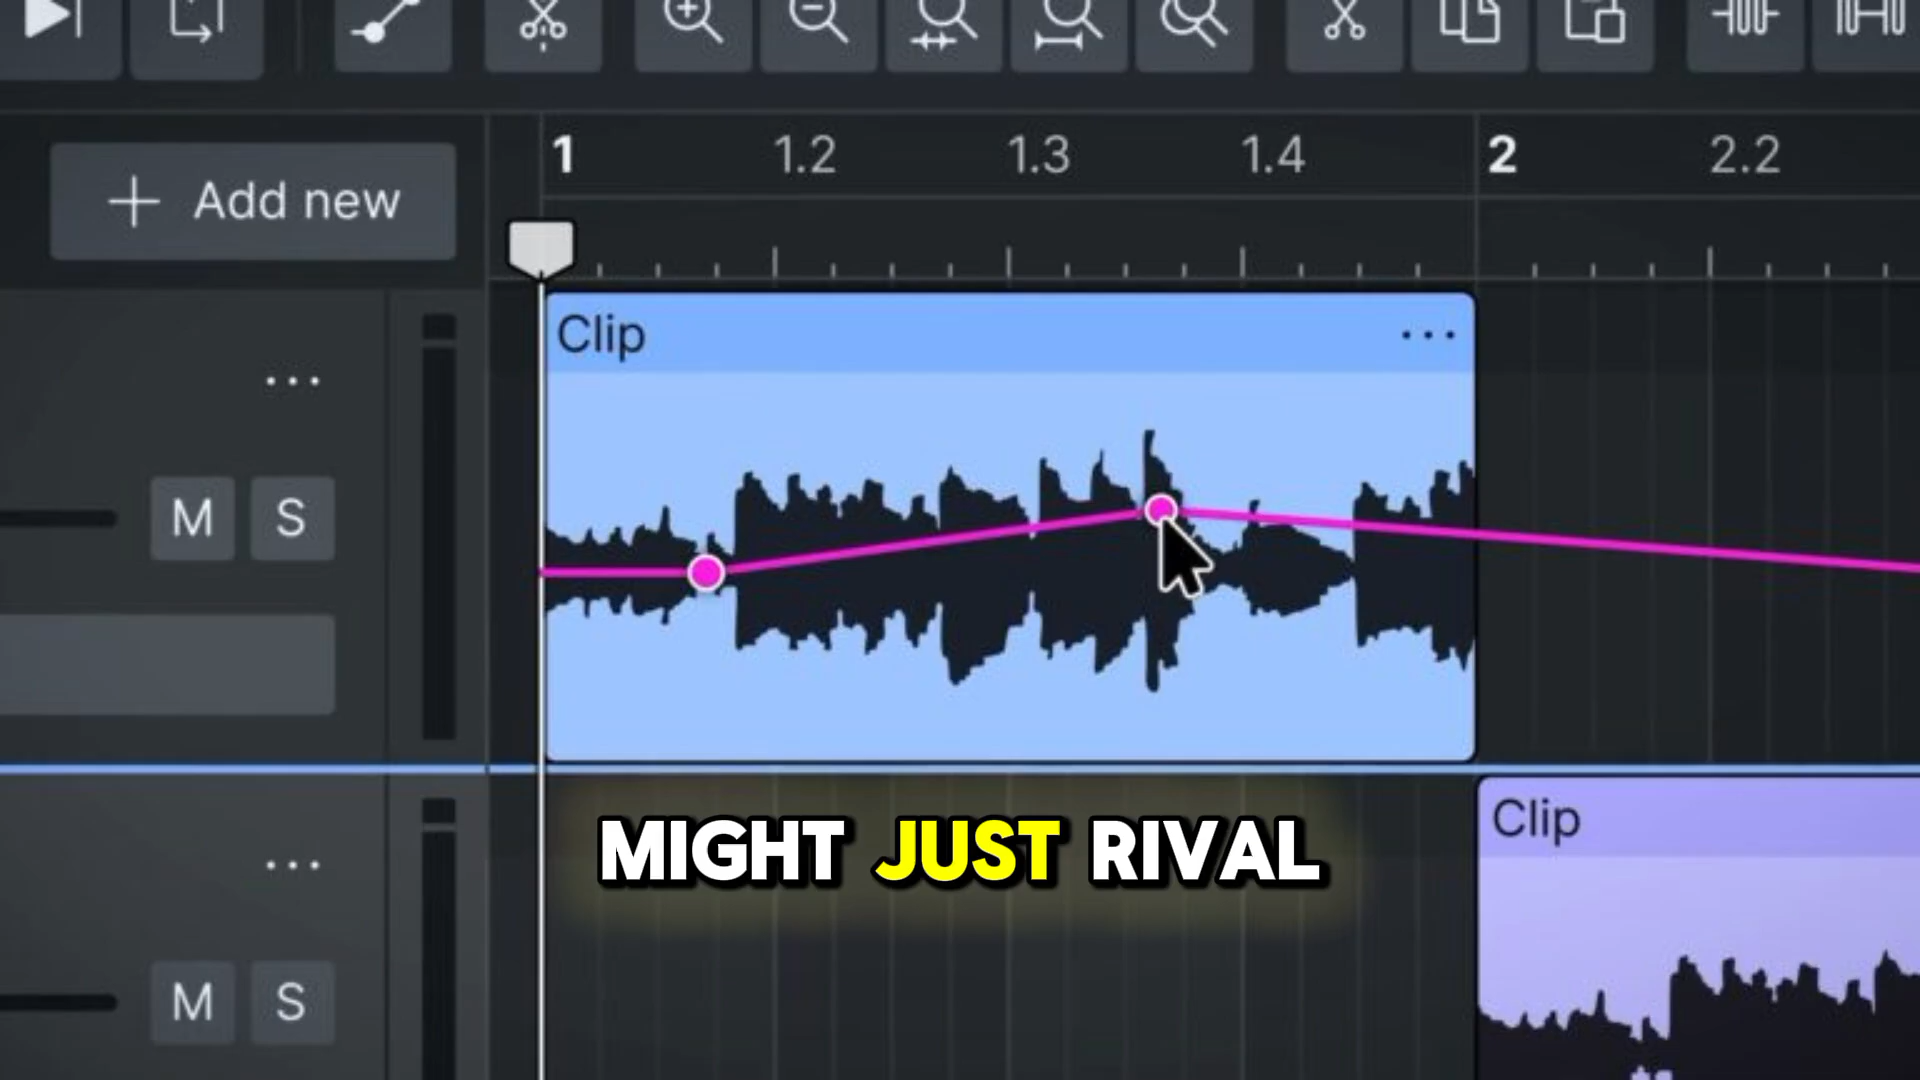 1 1.2 1.3 1.4 2 2.2
+ Add new
Clip ...
...
M S
Clip
MIGHT JUST RIVAL
...
M S